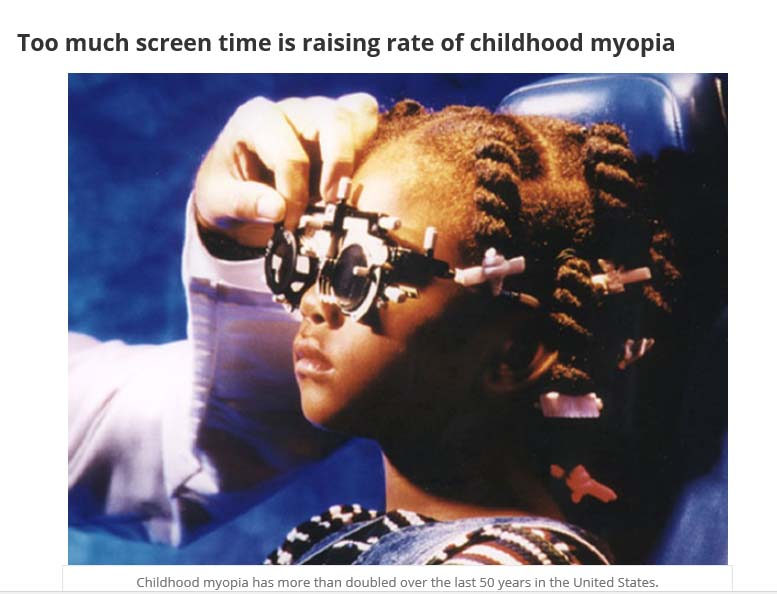 Too much screen time is raising rate of childhood myopia
Childhood myopia has more than doubled over the last 50 years in the United States.